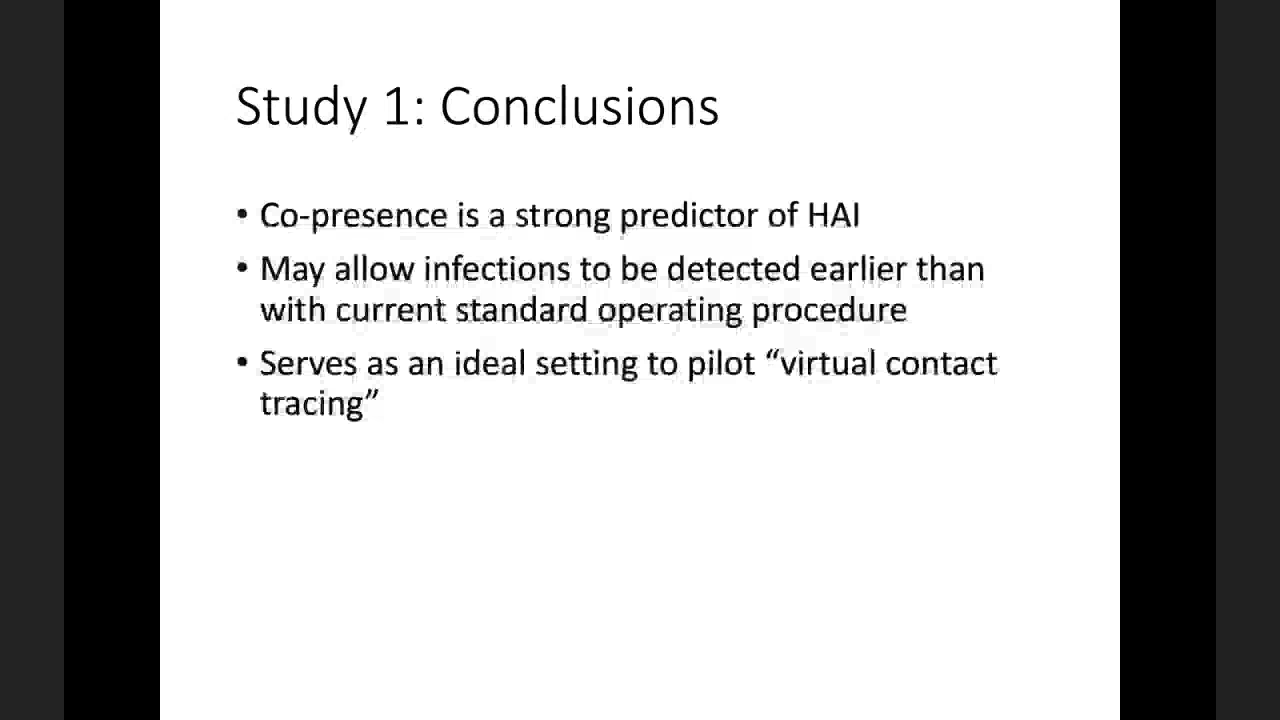 Study 1: Conclusions
• Co-presence is a strong predictor of HAI
• May allow infections to be detected earlier than
with current standard operating procedure
• Serves as an ideal setting to pilot “virtual contact
tracing”